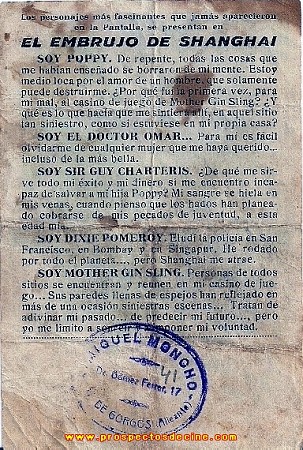 Los personajes más fascinantes que jamás aparecieron
en la Pantalla, se presentan en
EL EMBRUJO DE SHANGHAI
SOY POPPY. De repente, todas las cosas que
me habían enseñado se borraron de mi mente. Estoy
medio loca por el amor de un hombre, que solamente
puede destruirme. ¿Por qué fuí la primera vez, para
mi mal, al casino de juego de Mother Gin Sling? ¿Y
qué es lo que hacía que me sintiera útil, en aquel sitio
tan siniestro, como si estuviese en mi propia casa?
SOY EL DOCTOR OMAR... Para mí es fácil
olvidarme de cualquier mujer que me haya querido...
incluso de la más bella.
SOY SIR GUY CHARTERIS. ¿De qué me sir-
ve todo mi éxito y mi dinero si me encuentro incapa-
paz de salvar a mi hija Poppy? Mi sangre se hiela en
mis venas, cuando pienso que los hados han planea-
do cobrarse de mis pecados de juventud, a esta
edad mía.
SOY DIXIE POMEROY. Eludí la policía en San
Francisco, en Bombay y en Singapur. He rodado
por todo el planeta..., pero Shanghai me atrae.
SOY MOTHER GIN SLING. Personas de todos
sitios se encuentran y reunen en mi casino de jue-
go... Sus paredes llenas de espejos han reflejado en
más de una ocasión siniestras escenas... Tratan de
adivinar mi pasado... de predecir mi futuro..., pero
yo me limito a sonreir e imponer mi voluntad.
MIGUEL MONCHO
41
Dr. Gómez Ferrer, 17
DE GORGOS (Alicante)
www.prospectosdecine.com